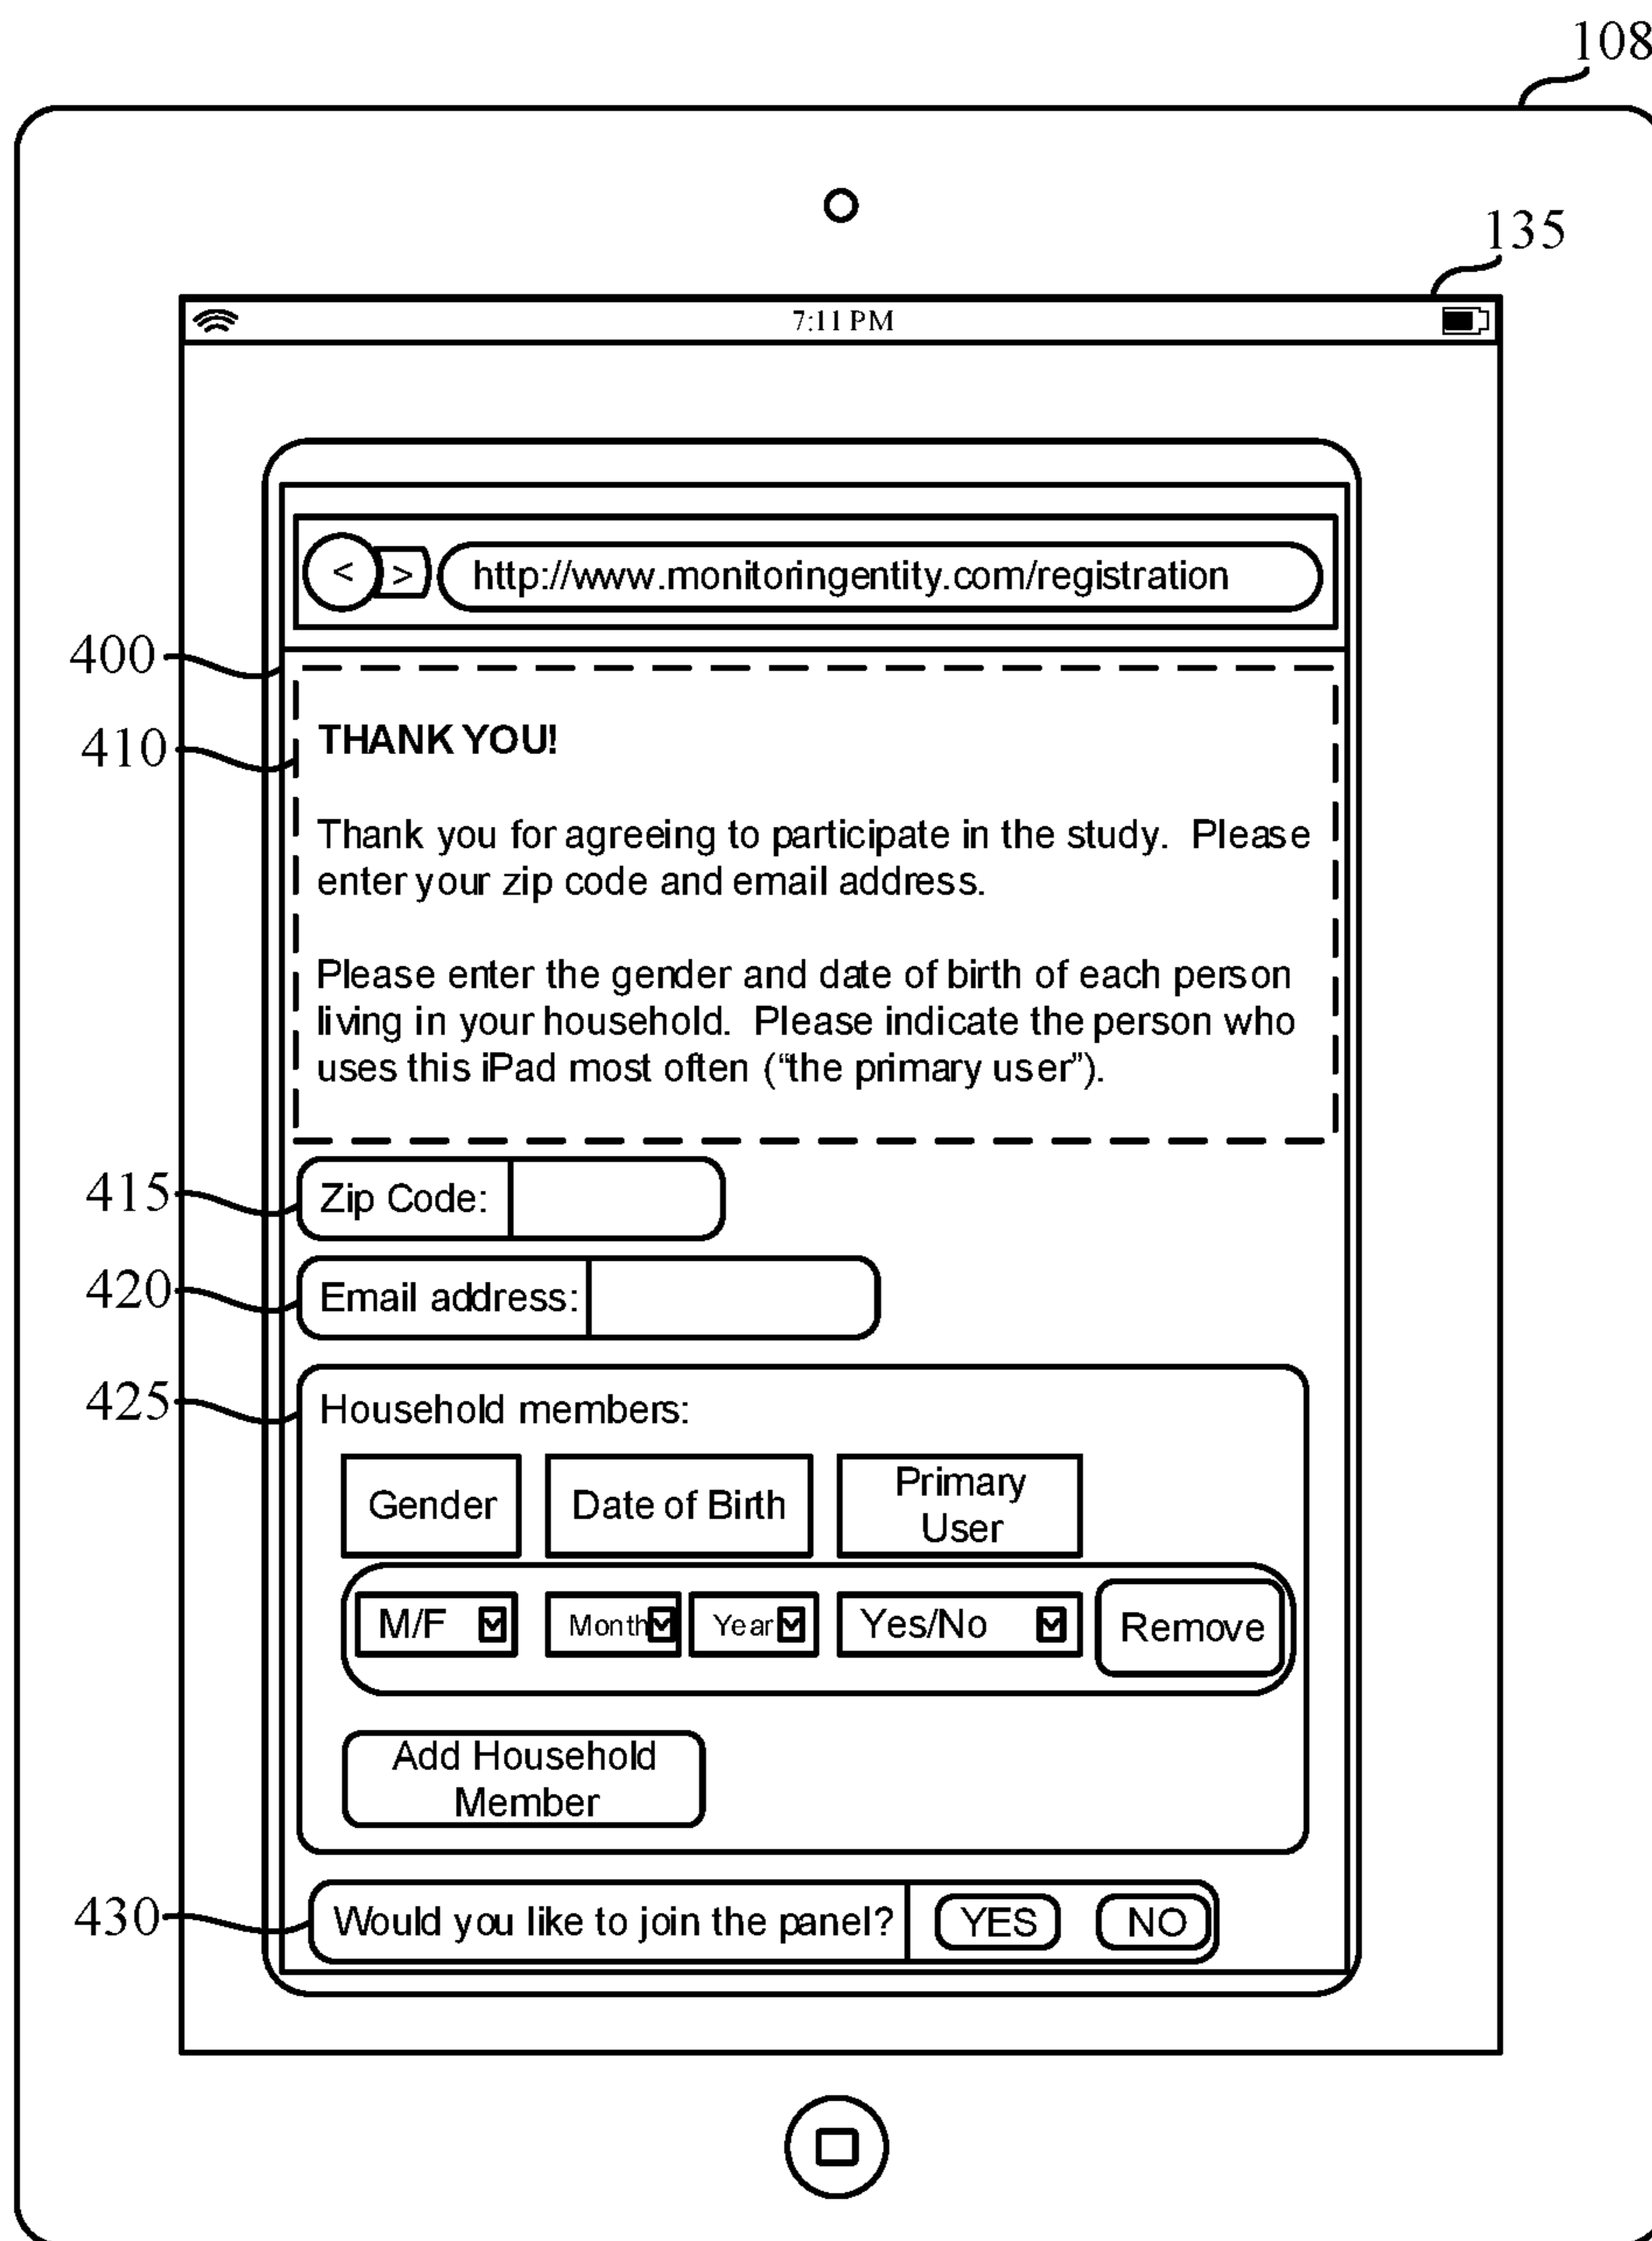 108
135
7:11 PM
< > http://www.monitoringentity.com/registration
400
410
THANK YOU!
Thank you for agreeing to participate in the study. Please
enter your zip code and email address.
Please enter the gender and date of birth of each person
living in your household. Please indicate the person who
uses this iPad most often (“the primary user”).
415
Zip Code:
420
Email address:
425
Household members:
Gender
Date of Birth
Primary
User
M/F
Month
Year
Yes/No
Remove
Add Household
Member
430
Would you like to join the panel?
YES
NO